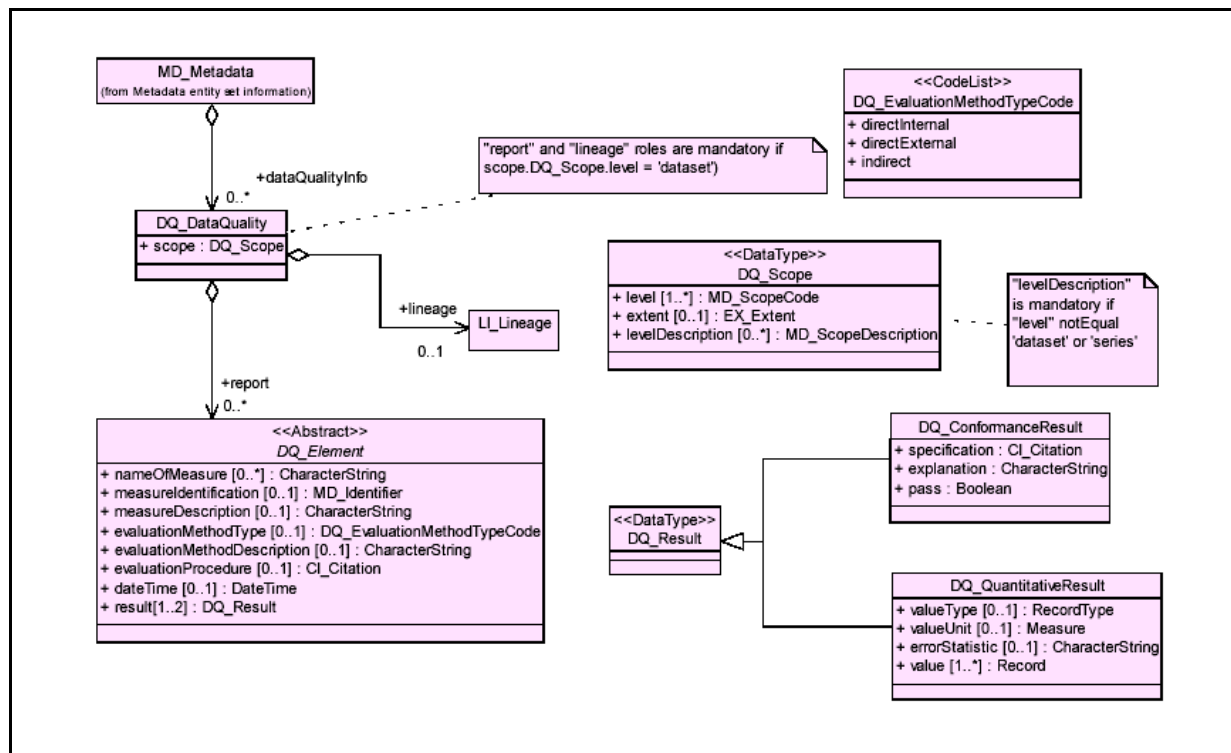 MD_Metadata
(from Metadata entity set information)
+dataQualityInfo
0..*
DQ_DataQuality
+ scope : DQ_Scope
"report" and "lineage" roles are mandatory if
scope.DQ_Scope.level = 'dataset')
<<CodeList>>
DQ_EvaluationMethodTypeCode
+ directInternal
+ directExternal
+ indirect
+lineage
0..1
LI_Lineage
<<DataType>>
DQ_Scope
+ level [1..*] : MD_ScopeCode
+ extent [0..1] : EX_Extent
+ levelDescription [0..*] : MD_ScopeDescription
"levelDescription"
is mandatory if
"level" notEqual
'dataset' or 'series'
+report
0..*
<<Abstract>>
DQ_Element
+ nameOfMeasure [0..*] : CharacterString
+ measureIdentification [0..1] : MD_Identifier
+ measureDescription [0..1] : CharacterString
+ evaluationMethodType [0..1] : DQ_EvaluationMethodTypeCode
+ evaluationMethodDescription [0..1] : CharacterString
+ evaluationProcedure [0..1] : CI_Citation
+ dateTime [0..1] : DateTime
+ result[1..2] : DQ_Result
<<DataType>>
DQ_Result
DQ_ConformanceResult
+ specification : CI_Citation
+ explanation : CharacterString
+ pass : Boolean
DQ_QuantitativeResult
+ valueType [0..1] : RecordType
+ valueUnit [0..1] : Measure
+ errorStatistic [0..1] : CharacterString
+ value [1..*] : Record